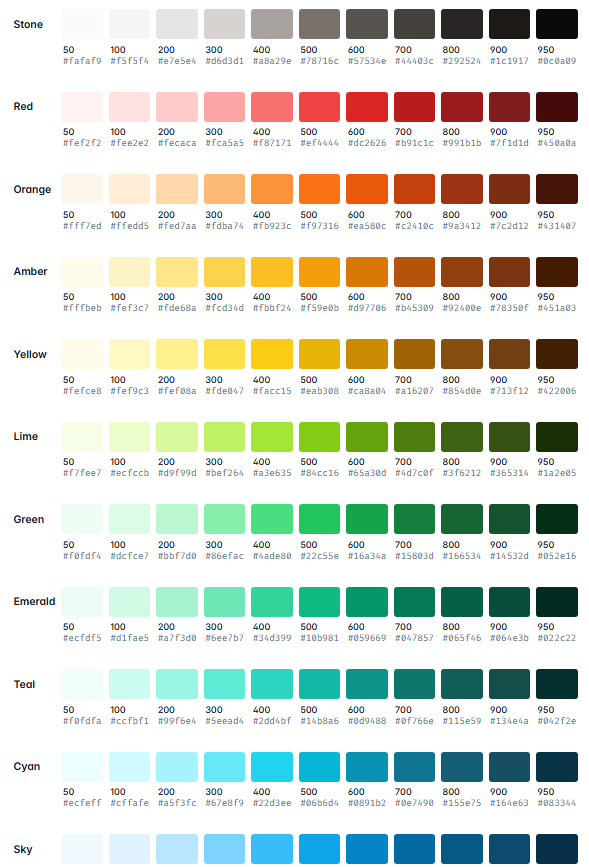 Stone
50 100 200 300 400 500 600 700 800 900 950
#fafaf9 #f5f5f4 #e7e5e4 #d6d3d1 #a8a29e #78716c #57534e #44403c #292524 #1c1917 #0c0a09
Red
50 100 200 300 400 500 600 700 800 900 950
#fef2f2 #fee2e2 #fecaca #fca5a5 #f87171 #ef4444 #dc2626 #b91c1c #991b1b #7f1d1d #450a0a
Orange
50 100 200 300 400 500 600 700 800 900 950
#fff7ed #ffedd5 #fed7aa #fdba74 #fb923c #f97316 #ea580c #c2410c #9a3412 #7c2d12 #431407
Amber
50 100 200 300 400 500 600 700 800 900 950
#fffbeb #fef3c7 #fde68a #fcd34d #fbbf24 #f59e0b #d97706 #b45309 #92400e #78350f #451a03
Yellow
50 100 200 300 400 500 600 700 800 900 950
#fefce8 #fef9c3 #fef08a #fde047 #facc15 #eab308 #ca8a04 #a16207 #854d0e #713f12 #422006
Lime
50 100 200 300 400 500 600 700 800 900 950
#f7fee7 #ecfccb #d9f99d #bef264 #a3e635 #84cc16 #65a30d #4d7c0f #3f6212 #365314 #1a2e05
Green
50 100 200 300 400 500 600 700 800 900 950
#f0fdf4 #dcfce7 #bbf7d0 #86efac #4ade80 #22c55e #16a34a #15803d #166534 #14532d #052e16
Emerald
50 100 200 300 400 500 600 700 800 900 950
#ecfdf5 #d1fae5 #a7f3d0 #6ee7b7 #34d399 #10b981 #059669 #047857 #065f46 #064e3b #022c22
Teal
50 100 200 300 400 500 600 700 800 900 950
#f0fdfa #ccfbf1 #99f6e4 #5eead4 #2dd4bf #14b8a6 #0d9488 #0f766e #115e59 #134e4a #042f2e
Cyan
50 100 200 300 400 500 600 700 800 900 950
#ecfeff #cffafe #a5f3fc #67e8f9 #22d3ee #06b6d4 #0891b2 #0e7490 #155e75 #164e63 #083344
Sky